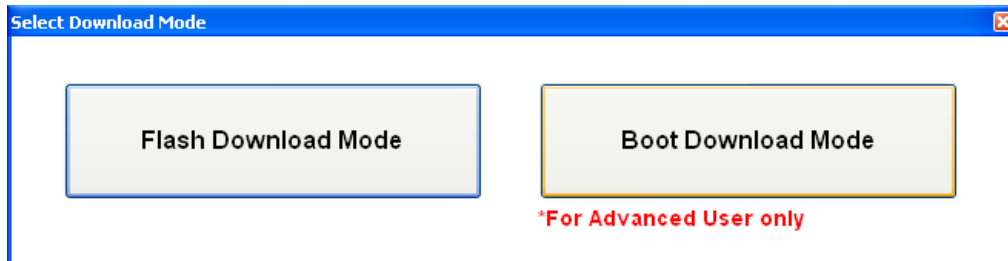 Select Download Mode
Flash Download Mode
Boot Download Mode
*For Advanced User only